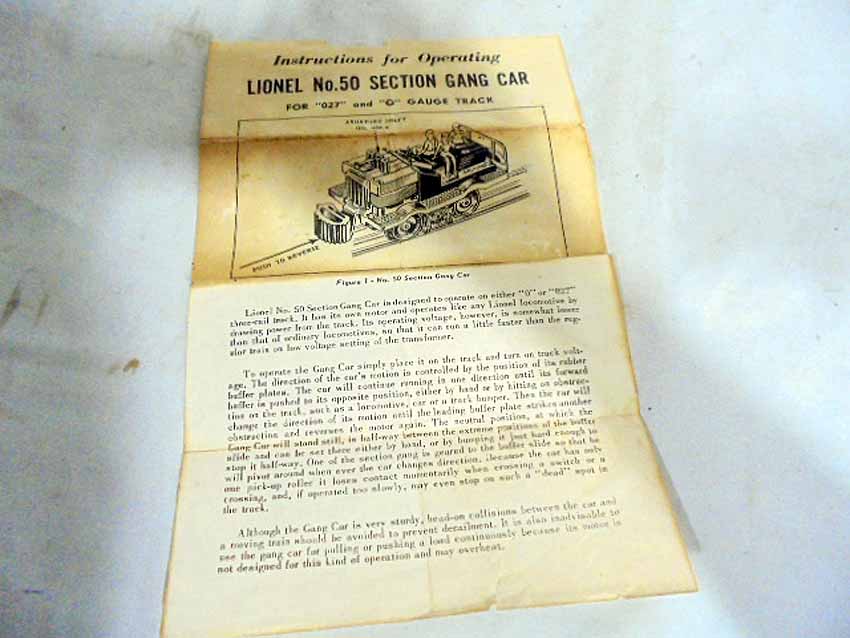 Instructions for Operating
LIONEL No.50 SECTION GANG CAR
FOR "027" and "O" GAUGE TRACK
PUSH TO REVERSE
Figure 1 - No. 50 Section Gang Car
Lionel No. 50 Section Gang Car is designed to operate on either "O" or "027"
three-rail track. It has its own motor and operates like any Lionel locomotive by
drawing power from the track. Its operating voltage, however, is somewhat lower
than that of ordinary locomotives, so that it can run a little faster than the reg-
ular train on low voltage setting of the transformer.
To operate the Gang Car simply place it on the track and turn on track volt-
age. The direction of the car's motion is controlled by the position of its rubber
buffer plates. The car will continue running in one direction until its forward
buffer is pushed to its opposite position, either by hand or by hitting an obstruc-
tion on the track, such as a locomotive, car or a track bumper. Then the car will
change the direction of its motion until the leading buffer plate strikes another
obstruction and reverses the motor again. The neutral position, at which the
Gang Car will stand still, is half-way between the extreme positions of the buffer
slide and can be set there either by hand, or by bumping it just hard enough to
stop it half-way. One of the section gang is geared to the buffer slide so that he
will pivot around when ever the car changes direction. Because the car has only
one pick-up roller it loses contact momentarily when crossing a switch or a
crossing, and, if operated too slowly, may even stop on such a "dead" spot in
the track.
Although the Gang Car is very sturdy, head-on collisions between the car and
a moving train should be avoided to prevent derailment. It is also inadvisable to
use the gang car for pulling or pushing a load continuously because its motor is
not designed for this kind of operation and may overheat.